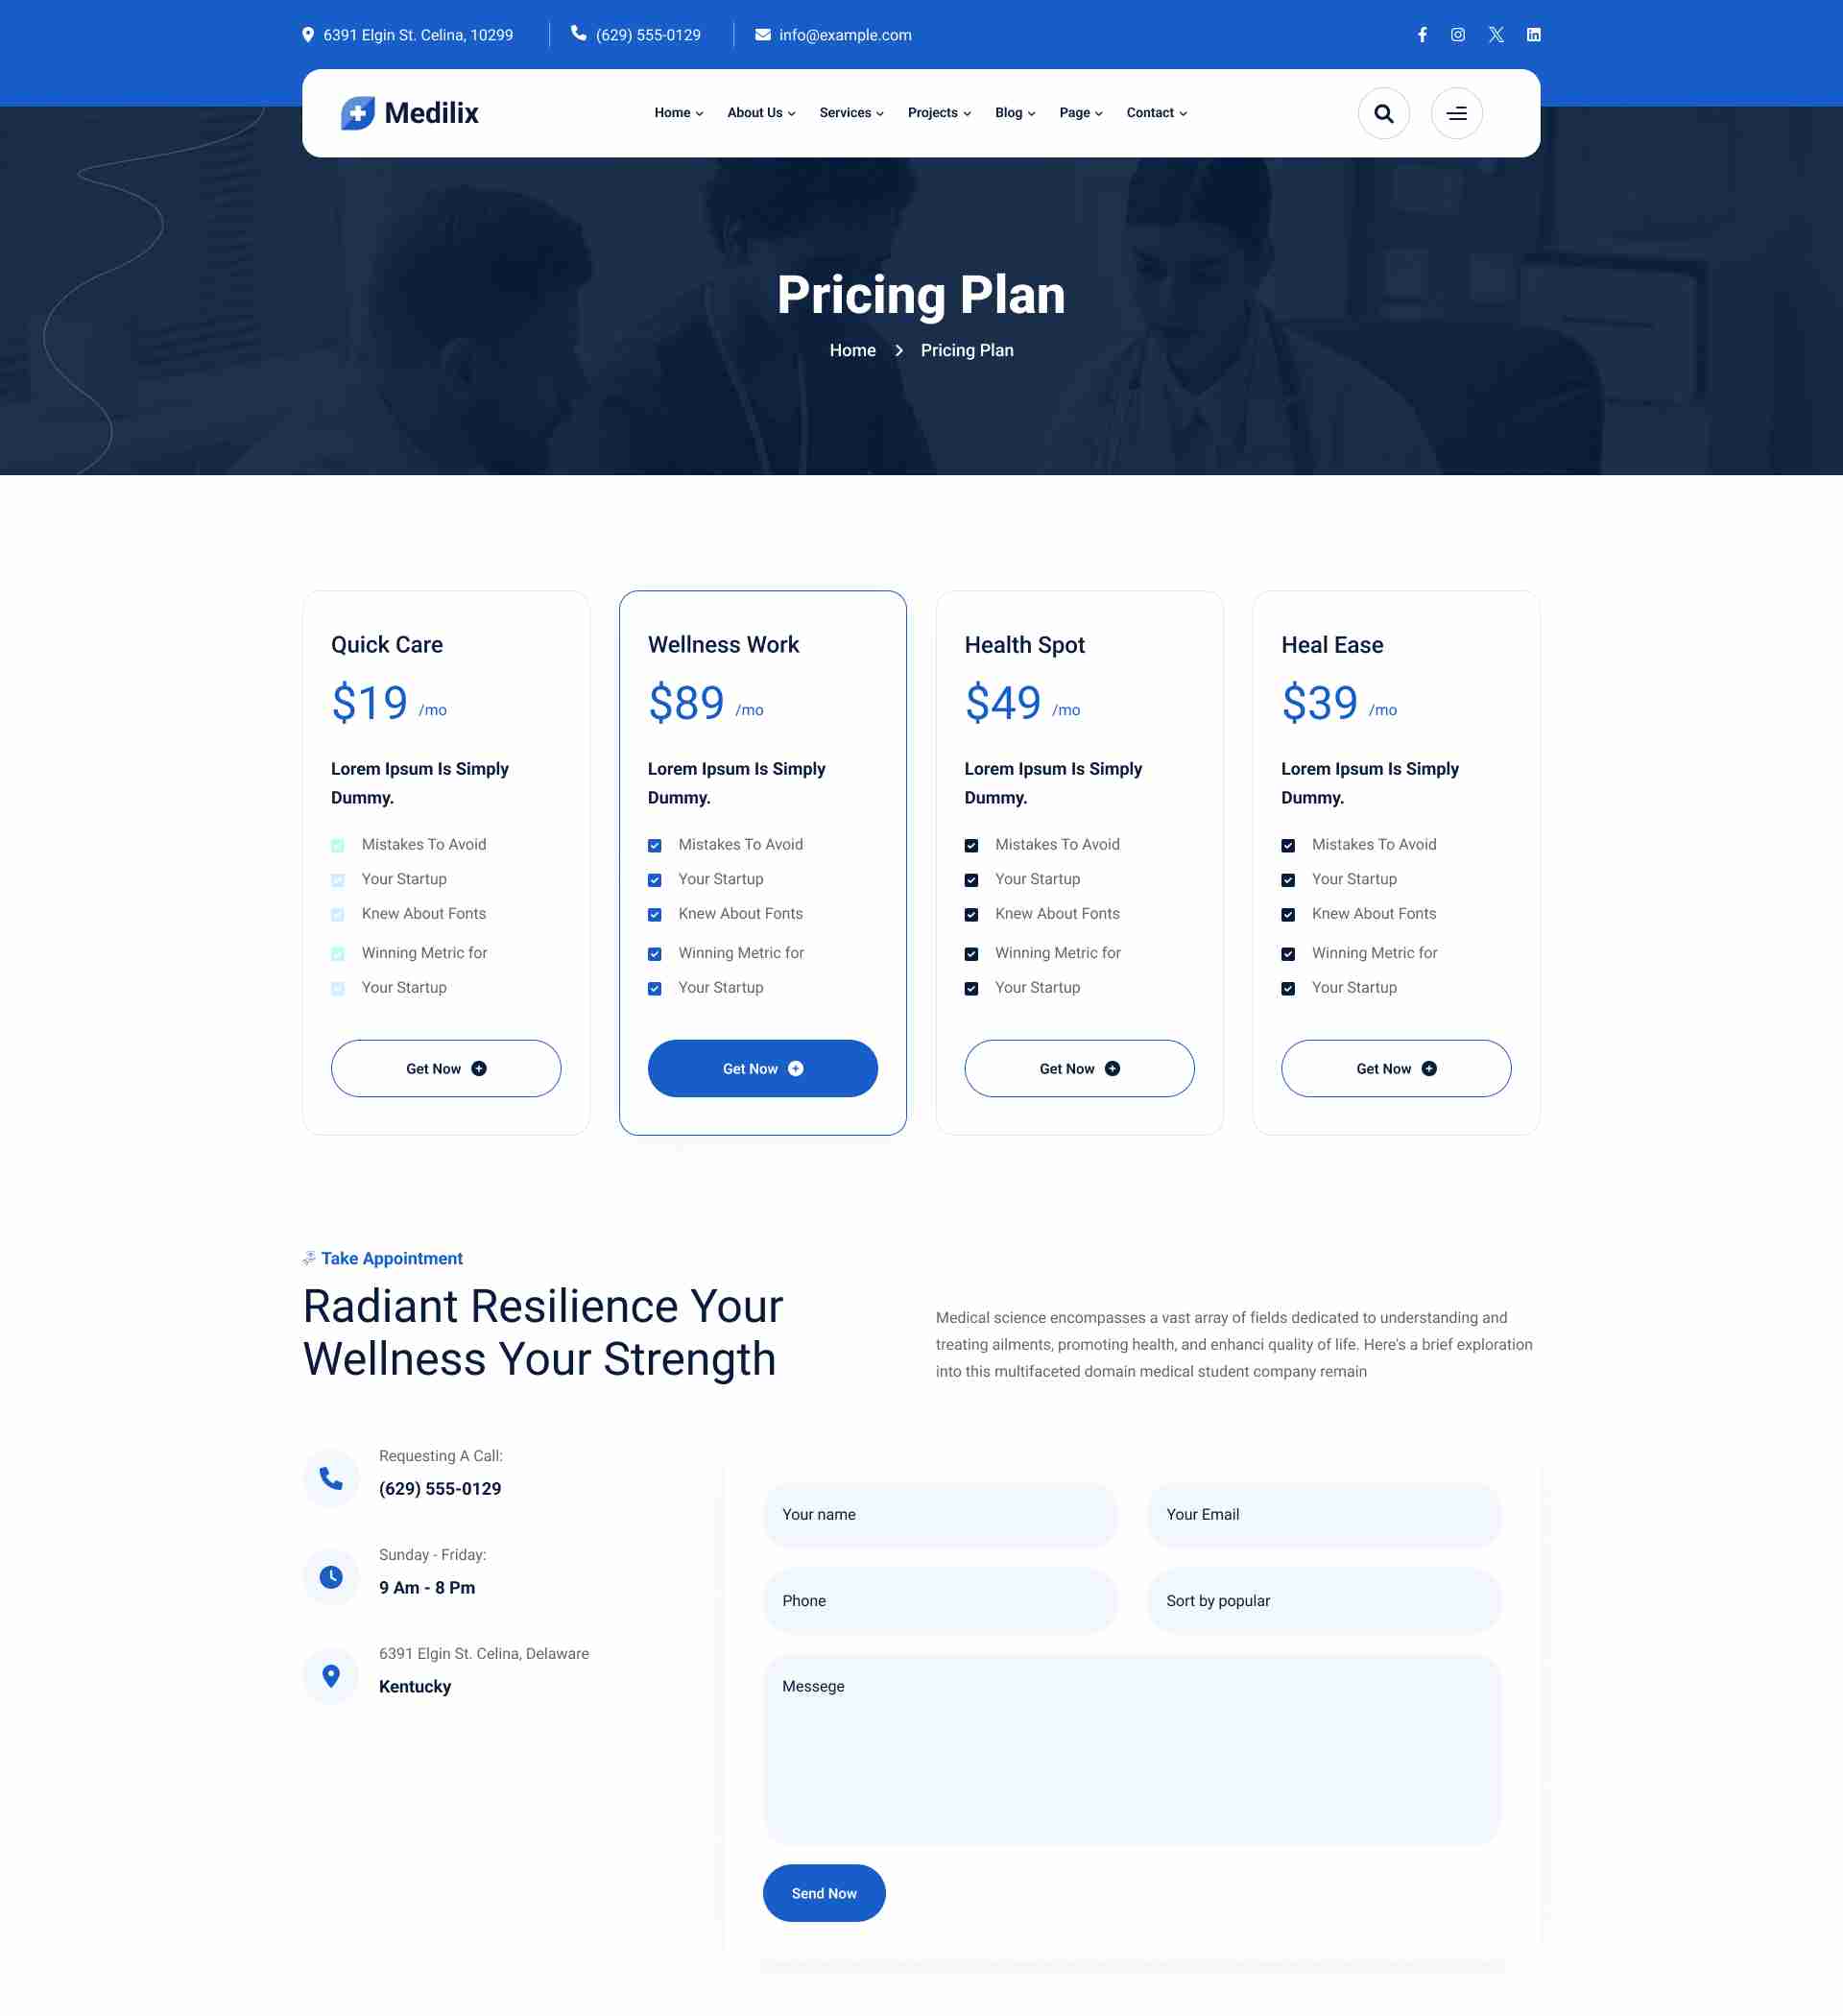 6391 Elgin St. Celina, 10299
(629) 555-0129
info@example.com
Medilix
Home
About Us
Services
Projects
Blog
Page
Contact
Pricing Plan
Home > Pricing Plan
Quick Care
$19 /mo
Lorem Ipsum Is Simply
Dummy.
Mistakes To Avoid
Your Startup
Knew About Fonts
Winning Metric for
Your Startup
Get Now
Wellness Work
$89 /mo
Lorem Ipsum Is Simply
Dummy.
Mistakes To Avoid
Your Startup
Knew About Fonts
Winning Metric for
Your Startup
Get Now
Health Spot
$49 /mo
Lorem Ipsum Is Simply
Dummy.
Mistakes To Avoid
Your Startup
Knew About Fonts
Winning Metric for
Your Startup
Get Now
Heal Ease
$39 /mo
Lorem Ipsum Is Simply
Dummy.
Mistakes To Avoid
Your Startup
Knew About Fonts
Winning Metric for
Your Startup
Get Now
Take Appointment
Radiant Resilience Your
Wellness Your Strength
Medical science encompasses a vast array of fields dedicated to understanding and
treating ailments, promoting health, and enhanci quality of life. Here's a brief exploration
into this multifaceted domain medical student company remain
Requesting A Call:
(629) 555-0129
Sunday - Friday:
9 Am - 8 Pm
6391 Elgin St. Celina, Delaware
Kentucky
Your name
Your Email
Phone
Sort by popular
Messege
Send Now